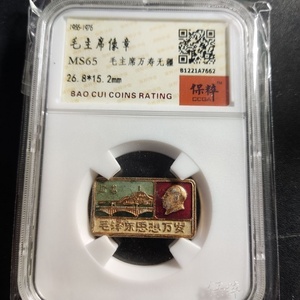 1966-1976
毛主席像章
MS65 毛主席万寿无疆
26.8*15.2mm
BAO CUI COINS RATING
B1221A7662
保粹
CCGA
毛泽东思想万岁